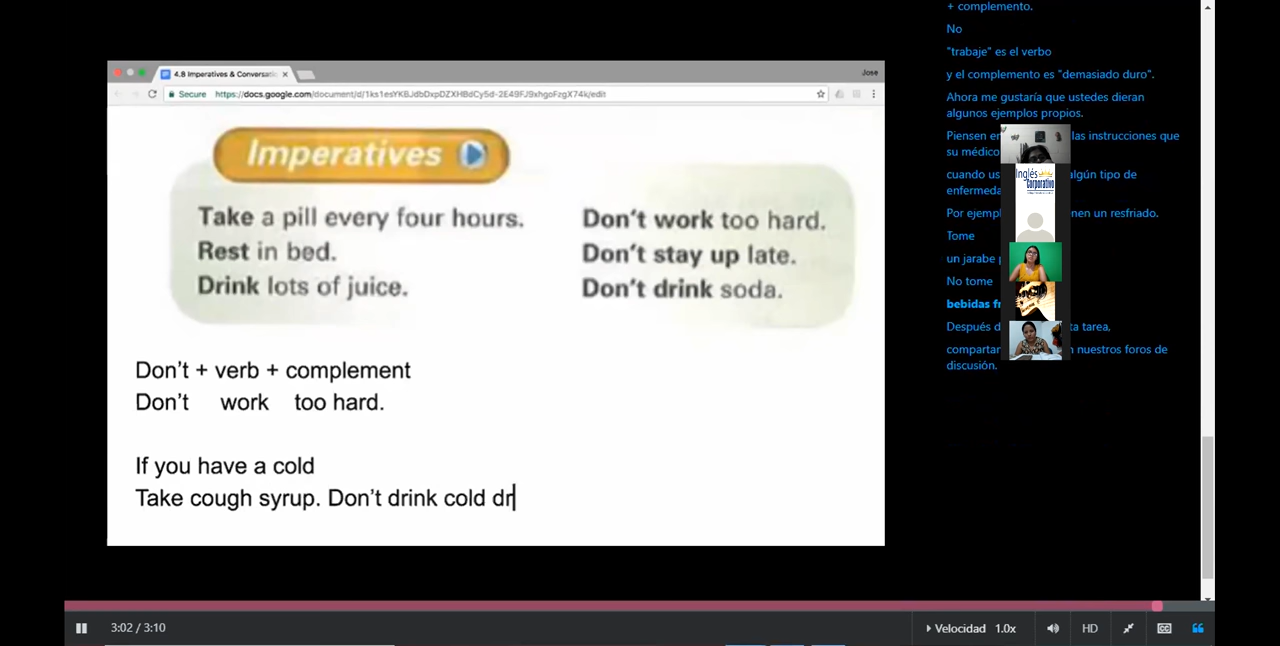 4.8 Imperatives & Conversatio
Jose
Secure
https://docs.google.com/document/d/1ks1esYKBJdbDxpDZXHBdCy5d-2E49FJ9xhgoFzgX74k/edit
Imperatives
Take a pill every four hours.
Rest in bed.
Drink lots of juice.
Don't work too hard.
Don't stay up late.
Don't drink soda.
Don't + verb + complement
Don't work too hard.
If you have a cold
Take cough syrup. Don't drink cold dr
+ complemento.
No
"trabaje" es el verbo
y el complemento es "demasiado duro".
Ahora me gustaría que ustedes dieran
algunos ejemplos propios.
Piensen en las instrucciones que
su médico
cuando us algún tipo de
enfermeda
Por ejempl nen un resfriado.
Tome
un jarabe p
No tome
bebidas fr
Después d ta tarea,
compartan n nuestros foros de
discusión.
Inglés
Corporativo
3:02 / 3:10
Velocidad 1.0x
HD
CC